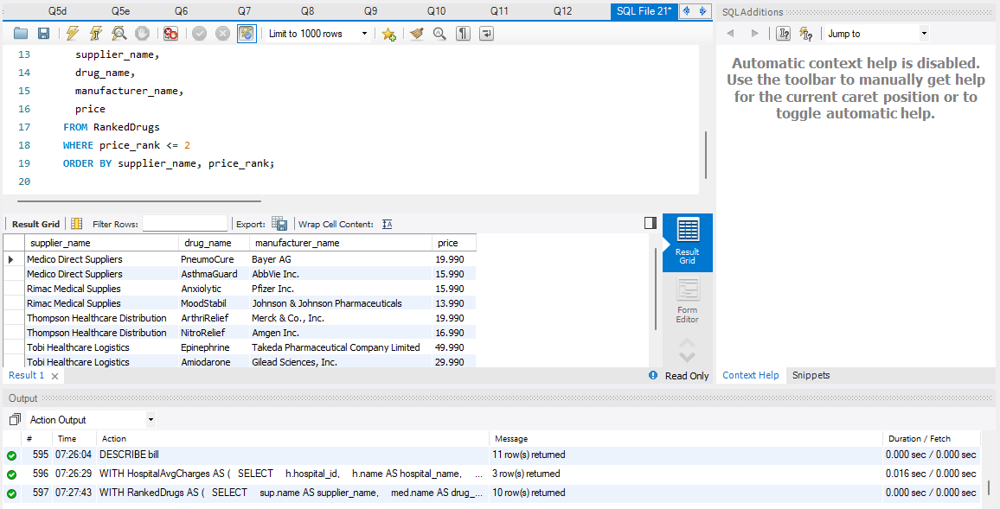 Q5d Q5e Q6 Q7 Q8 Q9 Q10 Q11 Q12 SQL File 21*
SQLAdditions
Limit to 1000 rows
Jump to
13 supplier_name,
14 drug_name,
15 manufacturer_name,
16 price
17 FROM RankedDrugs
18 WHERE price_rank <= 2
19 ORDER BY supplier_name, price_rank;
20
Automatic context help is disabled.
Use the toolbar to manually get help
for the current caret position or to
toggle automatic help.
Result Grid Filter Rows: Export: Wrap Cell Content:
supplier_name drug_name manufacturer_name price
Medico Direct Suppliers PneumoCure Bayer AG 19.990
Medico Direct Suppliers AsthmaGuard AbbVie Inc. 15.990
Rimac Medical Supplies Anxiolytic Pfizer Inc. 15.990
Rimac Medical Supplies MoodStabil Johnson & Johnson Pharmaceuticals 13.990
Thompson Healthcare Distribution ArthriRelief Merck & Co., Inc. 19.990
Thompson Healthcare Distribution NitroRelief Amgen Inc. 16.990
Tobi Healthcare Logistics Epinephrine Takeda Pharmaceutical Company Limited 49.990
Tobi Healthcare Logistics Amiodarone Gilead Sciences, Inc. 29.990
Result
Grid
Form
Editor
Result 1
Read Only
Context Help Snippets
Output
Action Output
# Time Action Message Duration / Fetch
595 07:26:04 DESCRIBE bill 11 row(s) returned 0.000 sec / 0.000 sec
596 07:26:29 WITH HospitalAvgCharges AS ( SELECT h.hospital_id, h.name AS hospital_name, ... 3 row(s) returned 0.016 sec / 0.000 sec
597 07:27:43 WITH RankedDrugs AS ( SELECT sup.name AS supplier_name, med.name AS drug_... 10 row(s) returned 0.000 sec / 0.000 sec